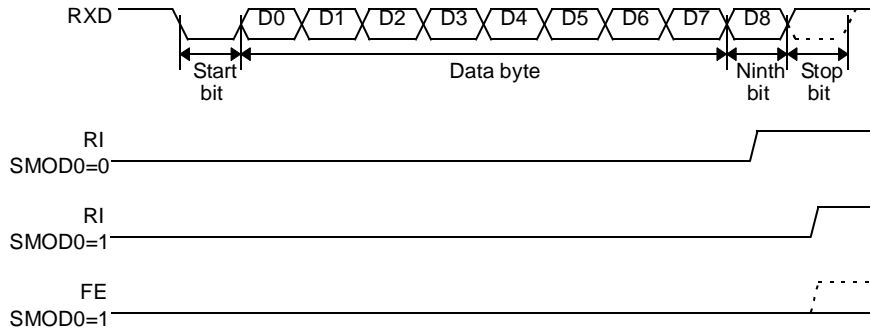 RXD D0 D1 D2 D3 D4 D5 D6 D7 D8
Start bit
Data byte
Ninth bit
Stop bit
RI
SMOD0=0
RI
SMOD0=1
FE
SMOD0=1